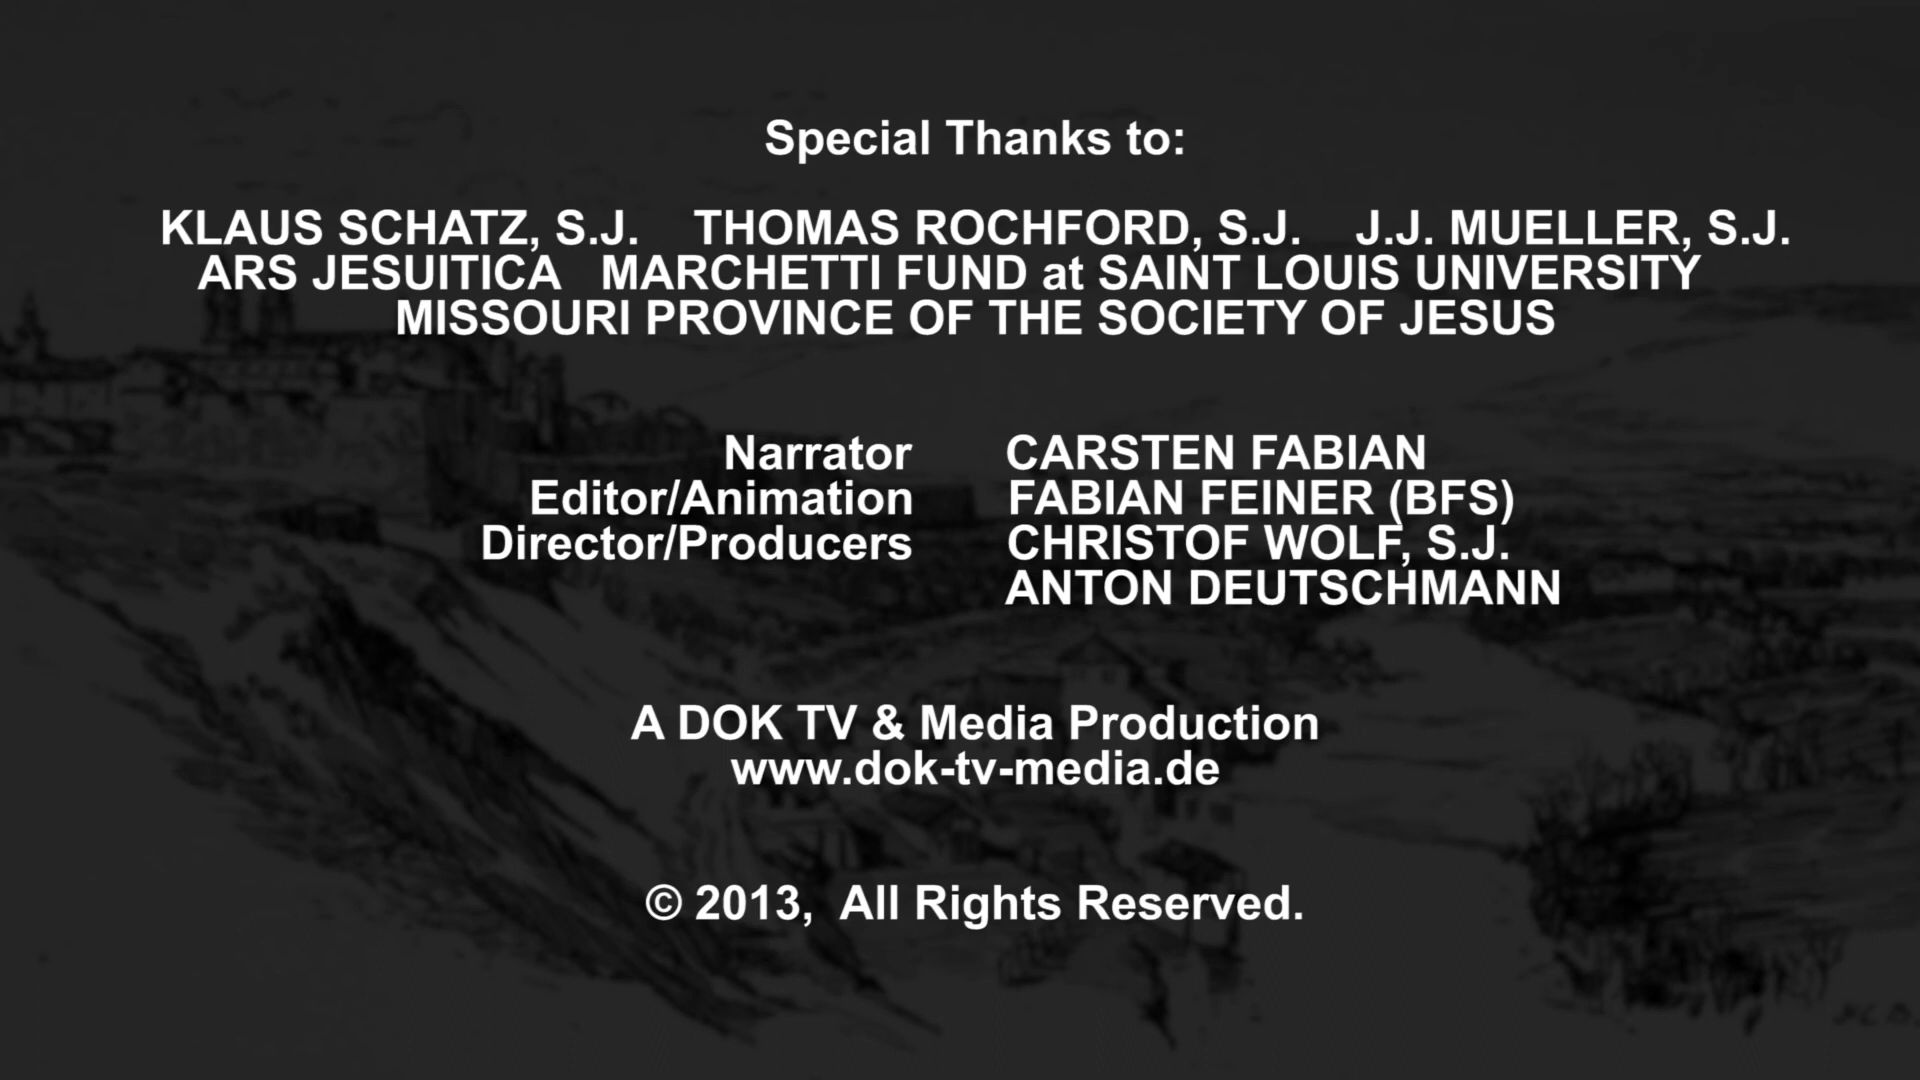 Special Thanks to:
KLAUS SCHATZ, S.J. THOMAS ROCHFORD, S.J. J.J. MUELLER, S.J.
ARS JESUITICA MARCHETTI FUND at SAINT LOUIS UNIVERSITY
MISSOURI PROVINCE OF THE SOCIETY OF JESUS
Narrator CARSTEN FABIAN
Editor/Animation FABIAN FEINER (BFS)
Director/Producers CHRISTOF WOLF, S.J.
ANTON DEUTSCHMANN
A DOK TV & Media Production
www.dok-tv-media.de
© 2013, All Rights Reserved.